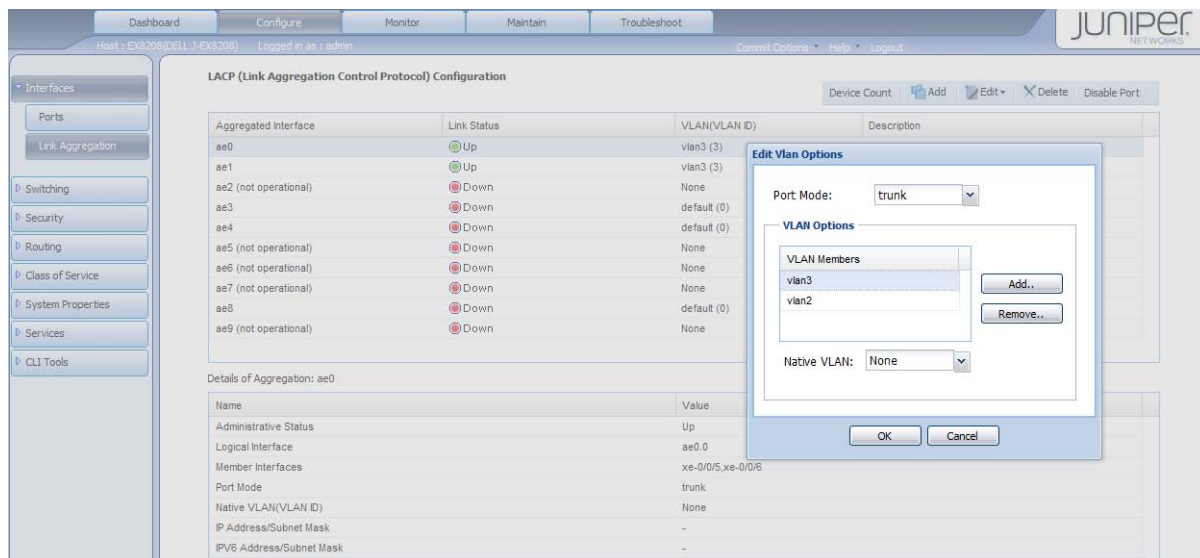 Dashboard Configure Monitor Maintain Troubleshoot
JUNIPER
NETWORKS
Host : EX8208(DELL J-EX8208) Logged in as : admin Commit Options Help Logout
Interfaces
Ports
Link Aggregation
Switching
Security
Routing
Class of Service
System Properties
Services
CLI Tools
LACP (Link Aggregation Control Protocol) Configuration
Device Count Add Edit Delete Disable Port
Aggregated Interface Link Status VLAN(VLAN ID) Description
ae0 Up vlan3 (3)
ae1 Up vlan3 (3)
ae2 (not operational) Down None
ae3 Down default (0)
ae4 Down default (0)
ae5 (not operational) Down None
ae6 (not operational) Down None
ae7 (not operational) Down None
ae8 Down default (0)
ae9 (not operational) Down None
Details of Aggregation: ae0
Name Value
Administrative Status Up
Logical Interface ae0.0
Member Interfaces xe-0/0/5,xe-0/0/6
Port Mode trunk
Native VLAN(VLAN ID) None
IP Address/Subnet Mask -
IPV6 Address/Subnet Mask -
Edit Vlan Options
Port Mode: trunk
VLAN Options
VLAN Members
vlan3
vlan2
Add..
Remove..
Native VLAN: None
OK Cancel